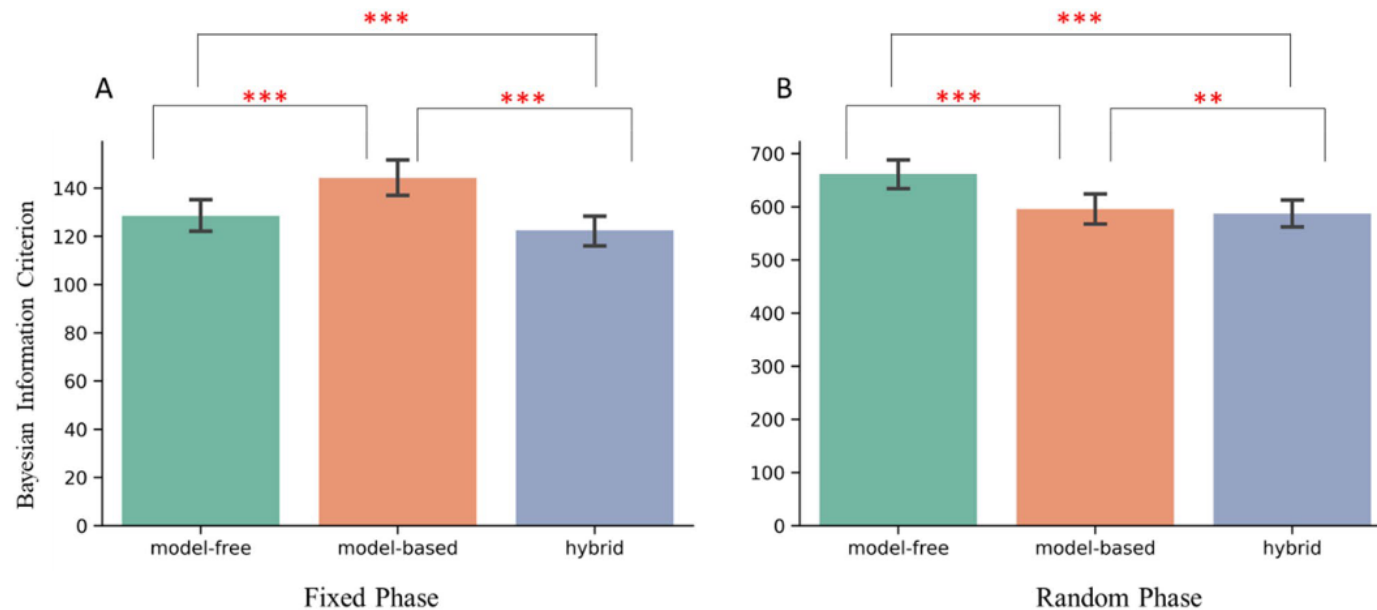 ***
A
***
***
Bayesian Information Criterion
140
120
100
80
60
40
20
0
model-free
model-based
hybrid
Fixed Phase
***
B
***
**
700
600
500
400
300
200
100
0
model-free
model-based
hybrid
Random Phase